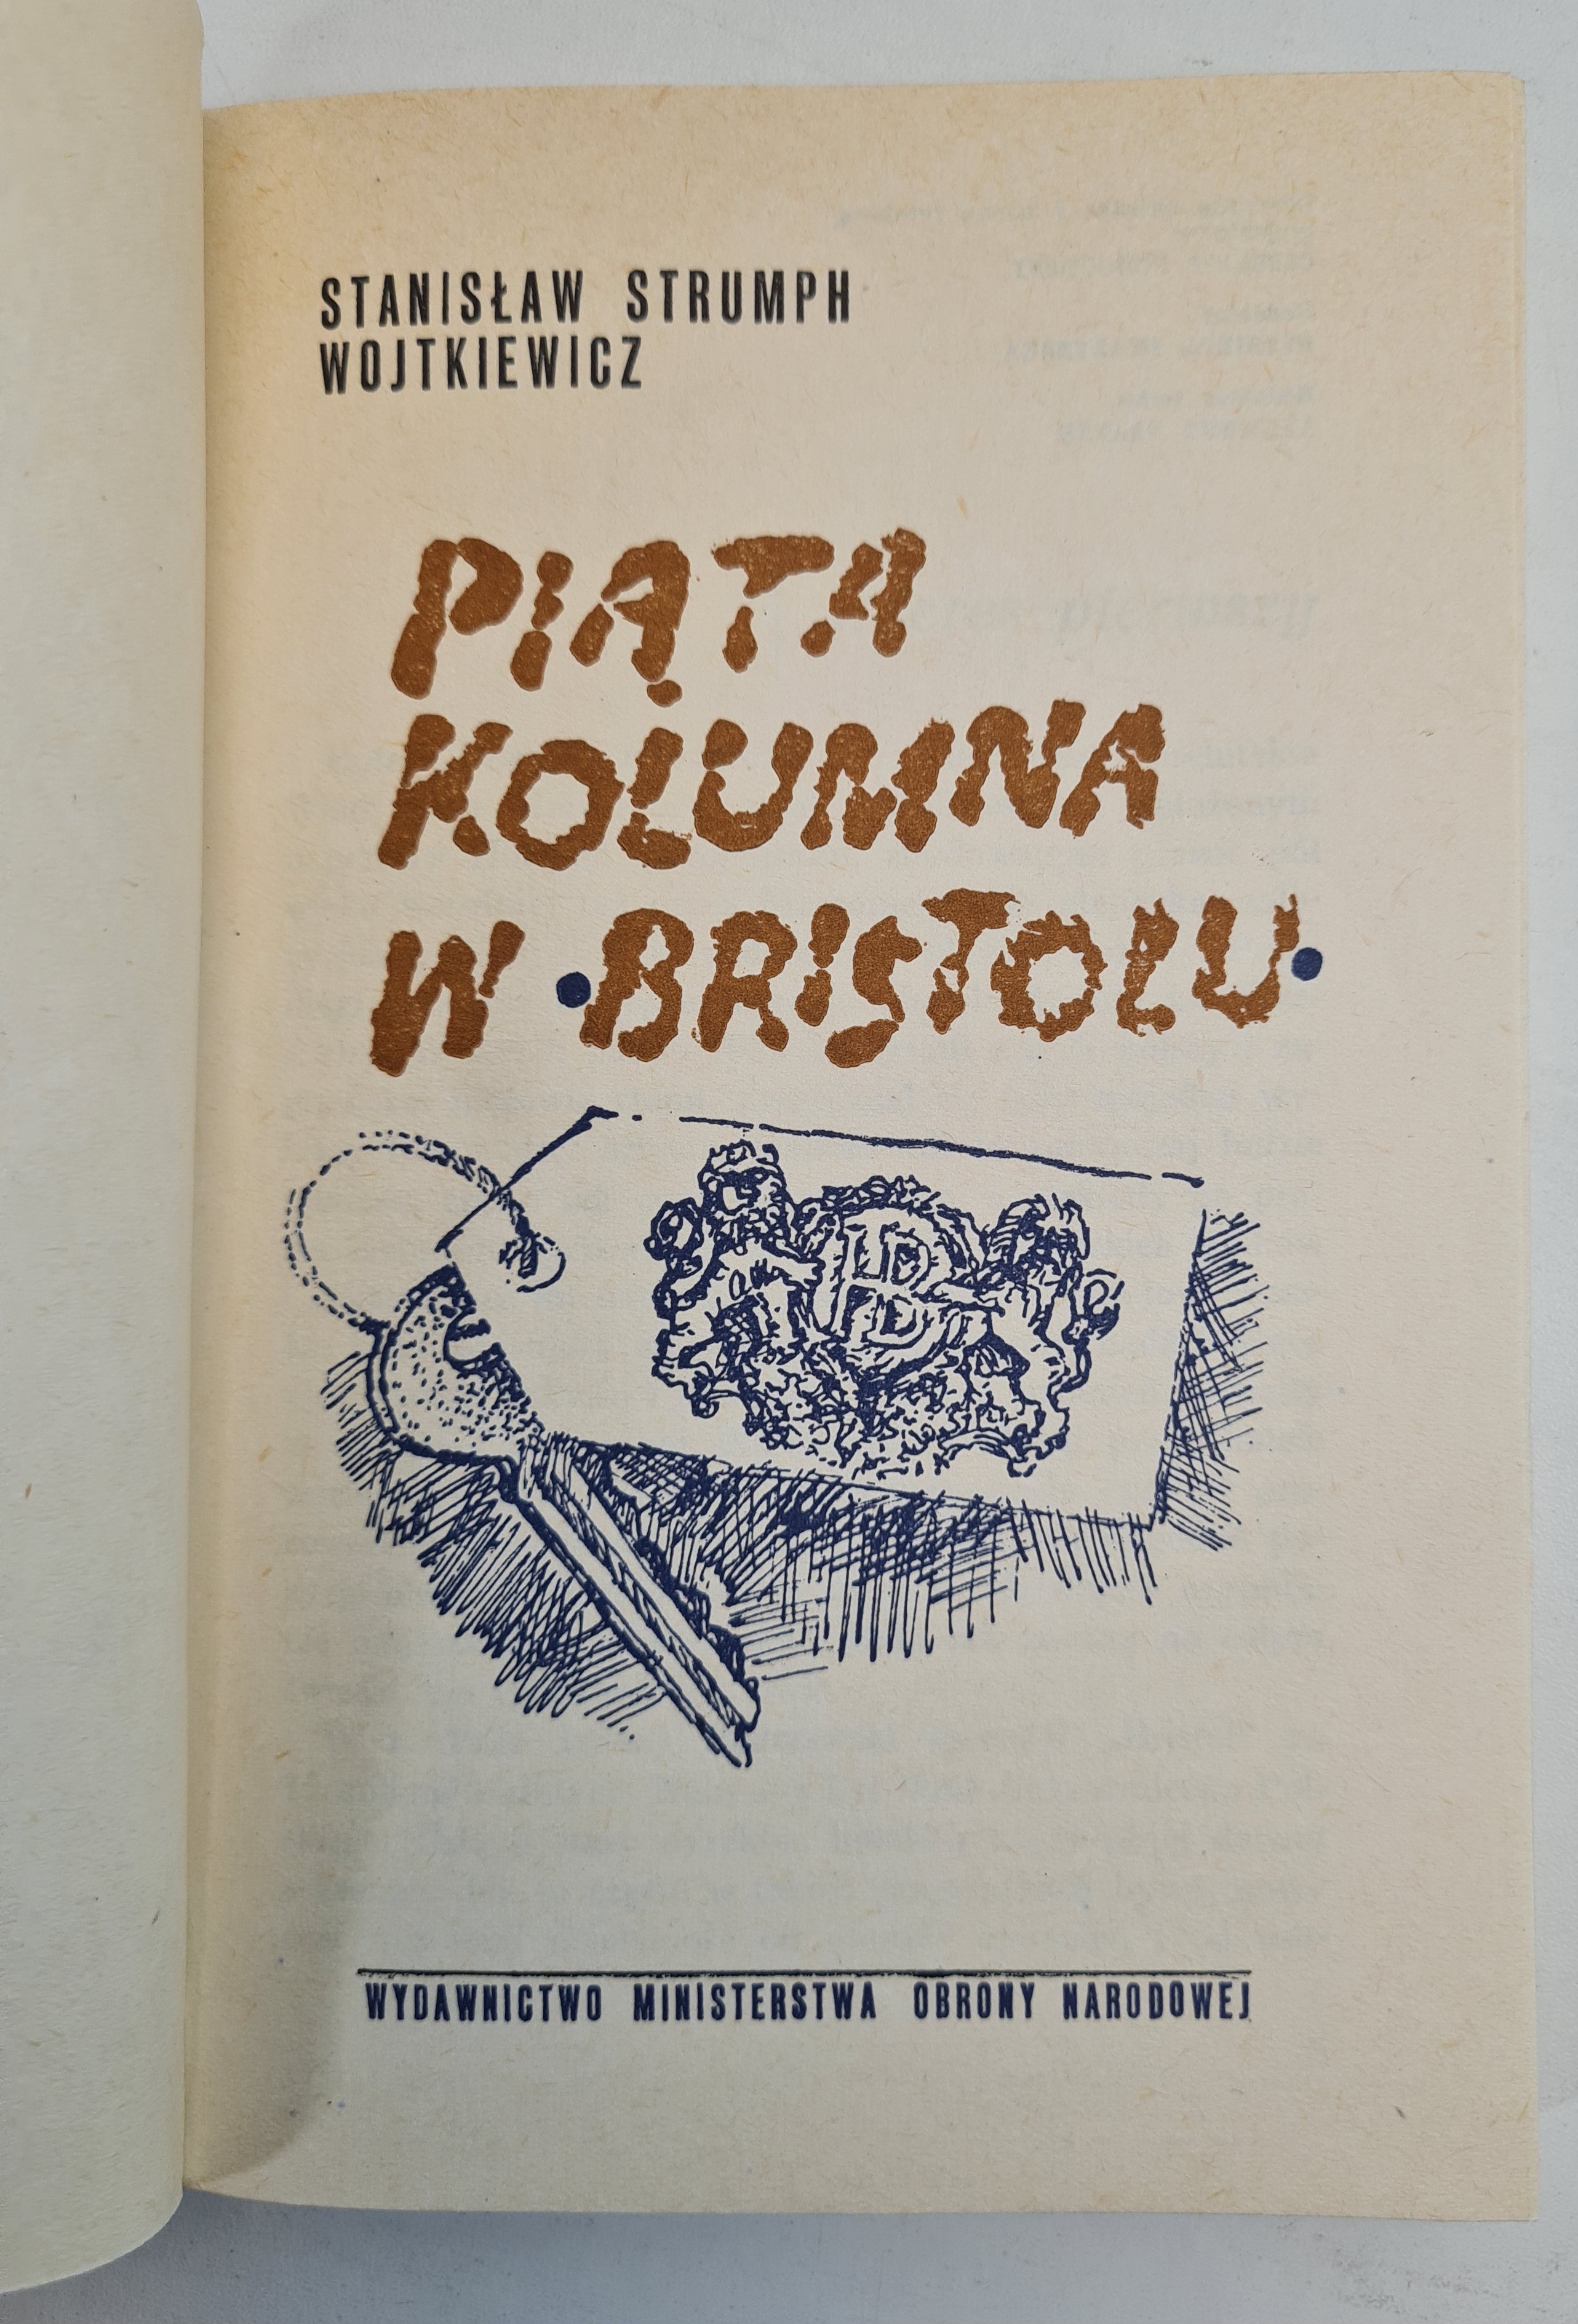 STANISŁAW STRUMPH
WOJTKIEWICZ
PIĄTA
KOLUMNA
W •BRISTOLU•
WYDAWNICTWO MINISTERSTWA OBRONY NARODOWEJ